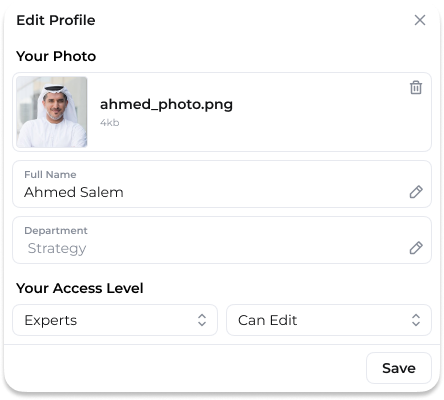 Edit Profile
Your Photo
ahmed_photo.png
4kb
Full Name
Ahmed Salem
Department
Strategy
Your Access Level
Experts
Can Edit
Save